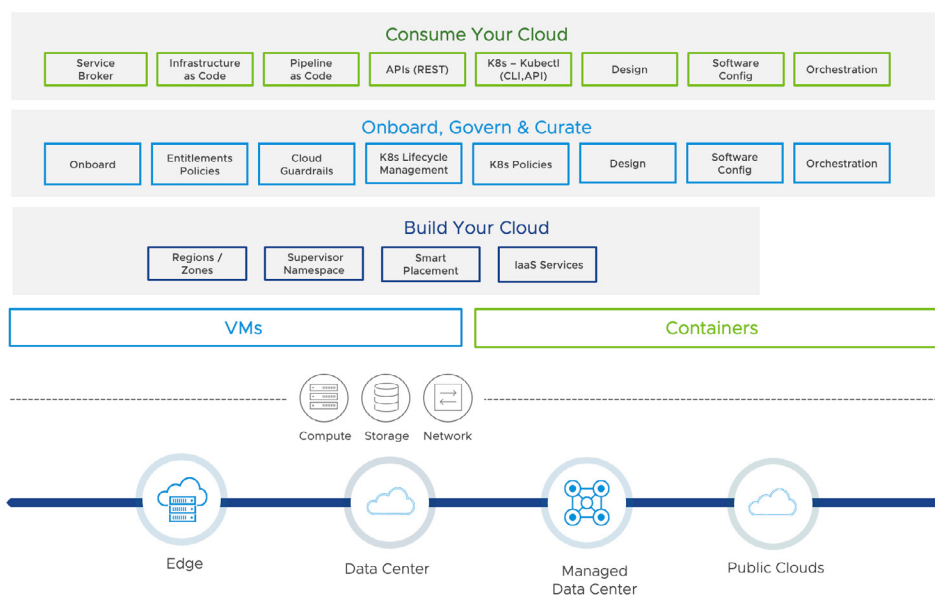 Consume Your Cloud
Service
Broker
Infrastructure
as Code
Pipeline
as Code
APIs (REST)
K8s – Kubectl
(CLI,API)
Design
Software
Config
Orchestration
Onboard, Govern & Curate
Onboard
Entitlements
Policies
Cloud
Guardrails
K8s Lifecycle
Management
K8s Policies
Design
Software
Config
Orchestration
Build Your Cloud
Regions /
Zones
Supervisor
Namespace
Smart
Placement
IaaS Services
VMs
Containers
Compute
Storage
Network
Edge
Data Center
Managed
Data Center
Public Clouds